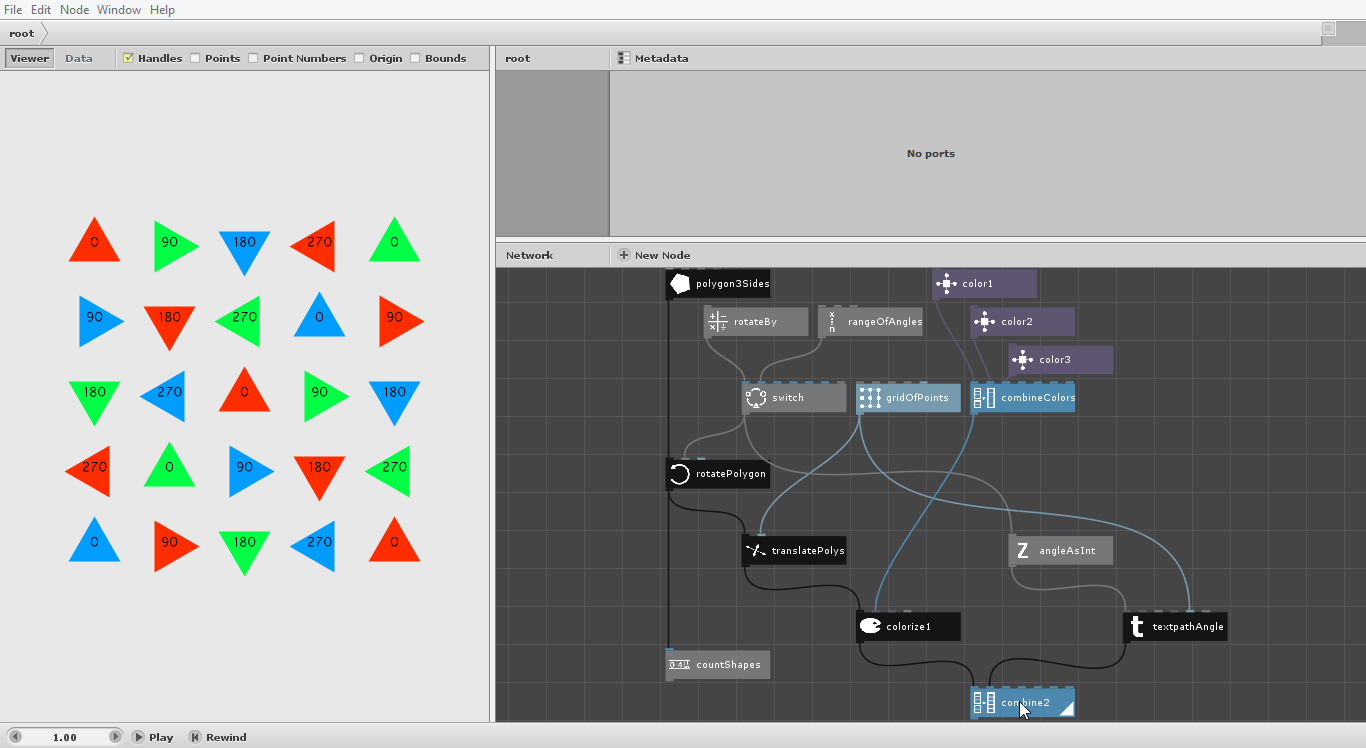 File Edit Node Window Help
root
Viewer Data Handles Points Point Numbers Origin Bounds
root Metadata
No ports
Network New Node
polygon3Sides color1
rotateBy rangeOfAngles color2
color3
switch gridOfPoints combineColors
rotatePolygon
translatePolys Z angleAsInt
colorize1 t textpathAngle
countShapes
combine2
0 90 180 270 0
90 180 270 0 90
180 270 0 90 180
270 0 90 180 270
0 90 180 270 0
1.00 Play Rewind